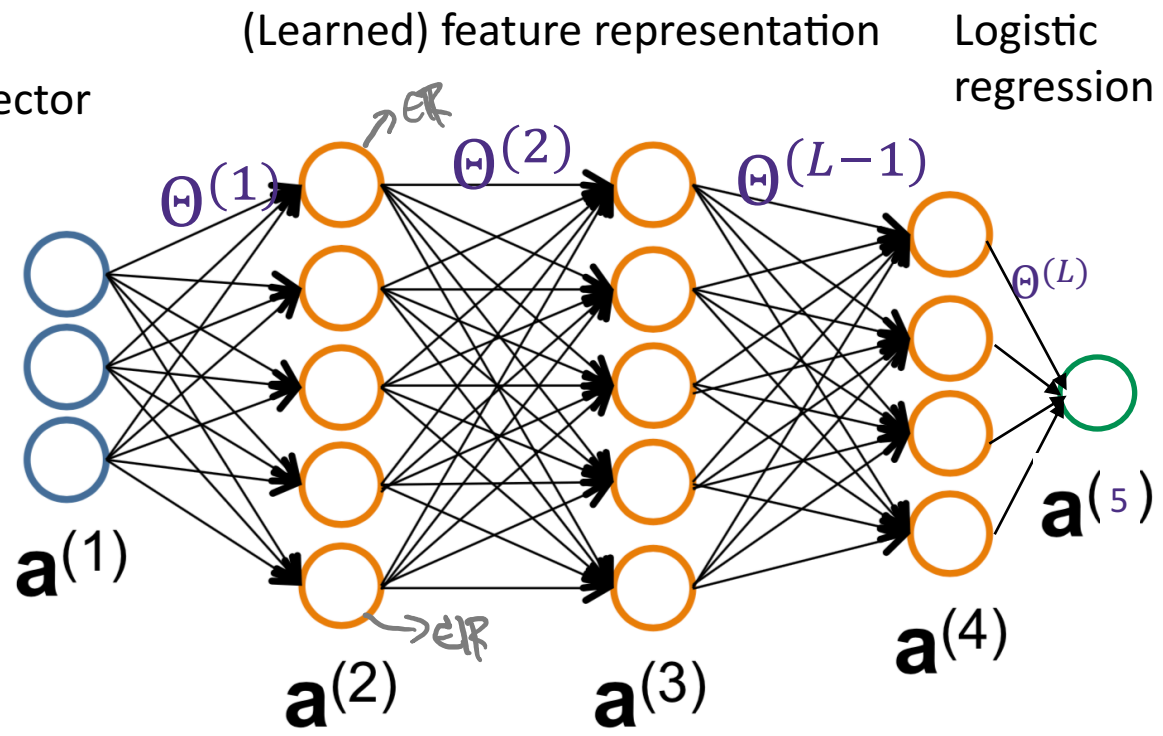 (Learned) feature representation
Logistic
regression
ector
∈ℝ
Θ(1)
Θ(2)
Θ(L−1)
Θ(L)
a(1)
∈ℝ
a(2)
a(3)
a(4)
a(5)